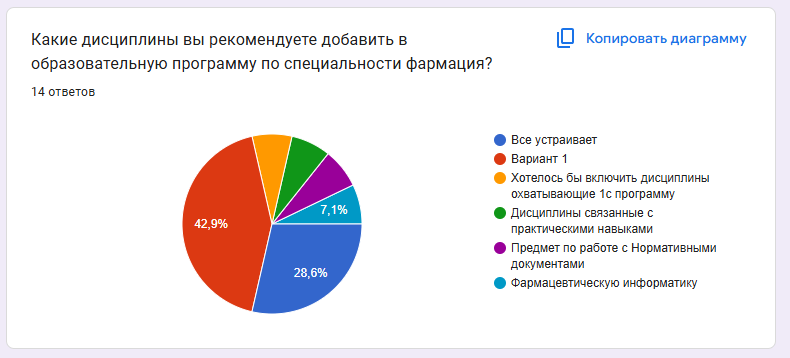 Какие дисциплины вы рекомендуете добавить в
образовательную программу по специальности фармация?
Копировать диаграмму
14 ответов
42,9%
7,1%
28,6%
Все устраивает
Вариант 1
Хотелось бы включить дисциплины
охватывающие 1с программу
Дисциплины связанные с
практическими навыками
Предмет по работе с Нормативными
документами
Фармацевтическую информатику